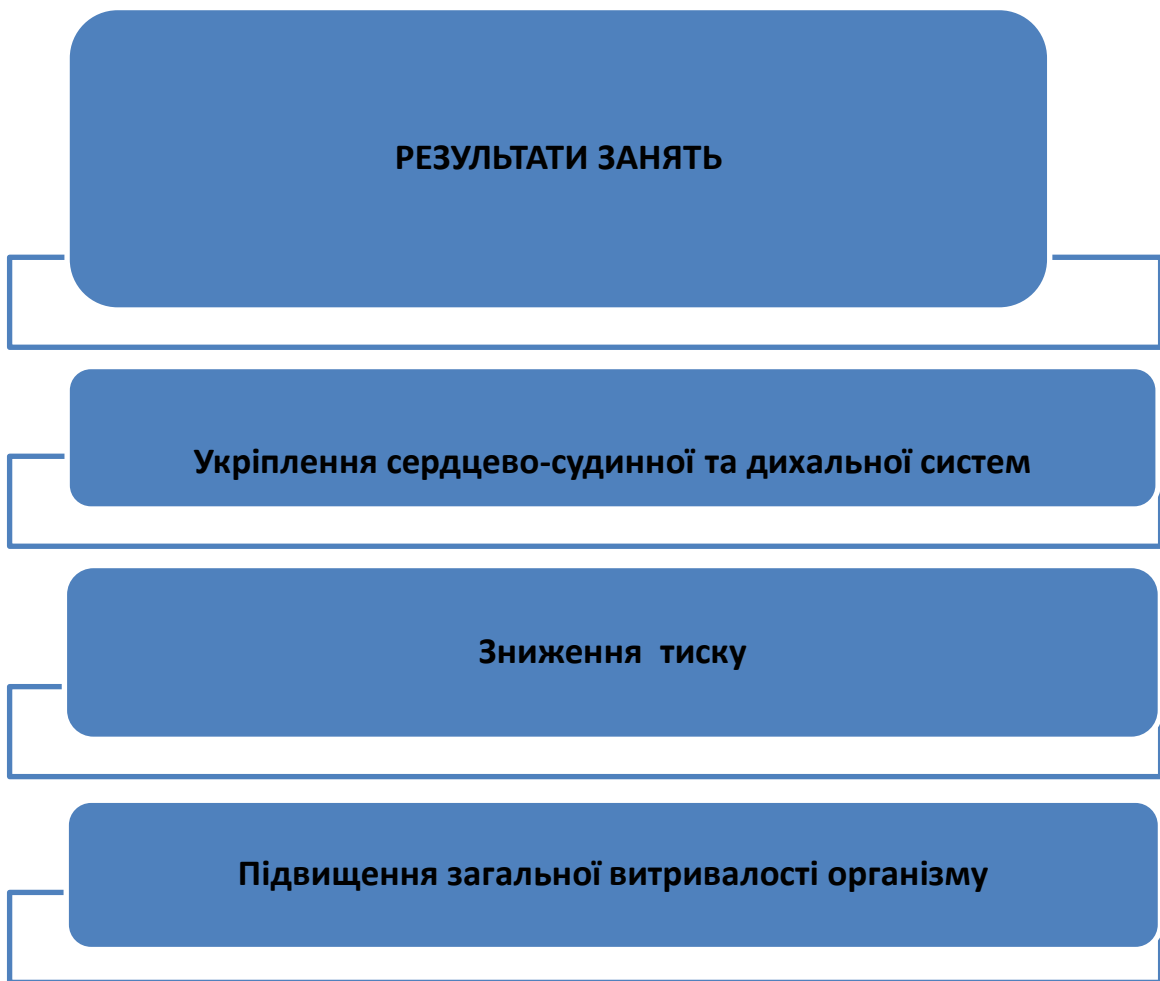 РЕЗУЛЬТАТИ ЗАНЯТЬ
Укріплення сердцево-судинної та дихальної систем
Зниження  тиску
Підвищення загальної витривалості організму